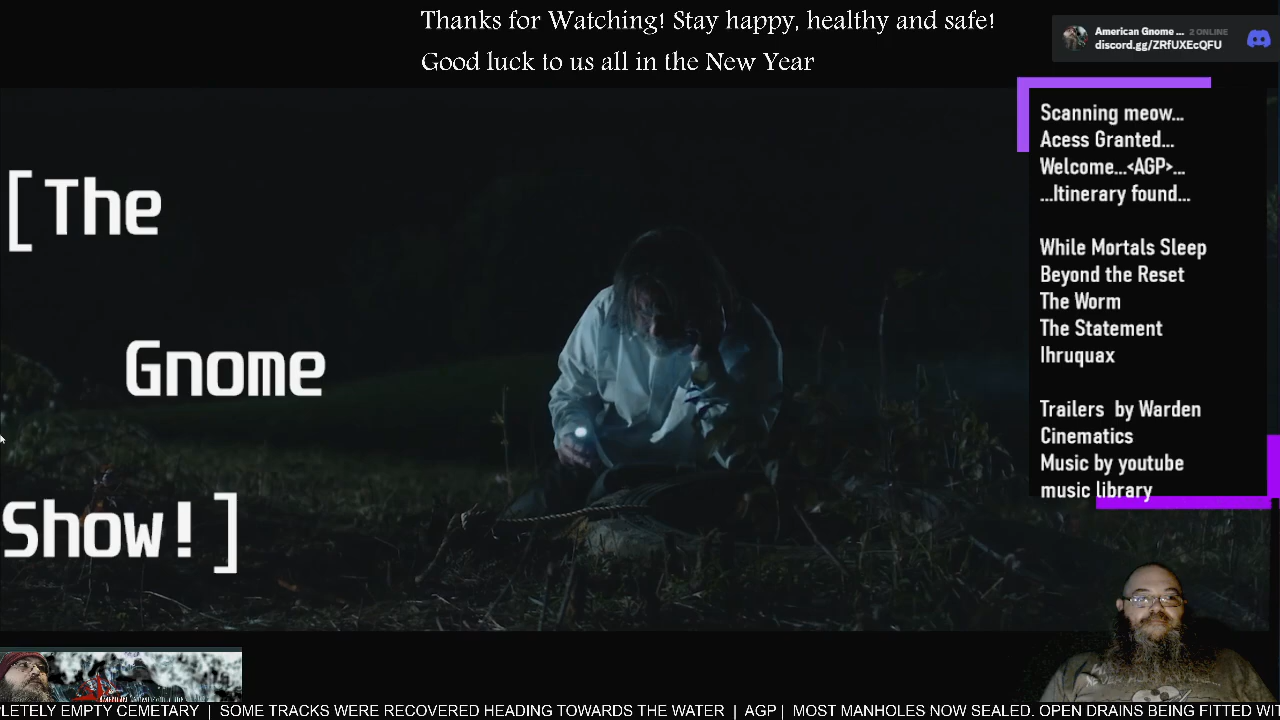 Thanks for Watching! Stay happy, healthy and safe!
Good luck to us all in the New Year
American Gnome ... 2 ONLINE
discord.gg/ZRfUXEcQFU
[The
Gnome
Show!]
Scanning meow...
Acess Granted...
Welcome...<AGP>...
...Itinerary found...
While Mortals Sleep
Beyond the Reset
The Worm
The Statement
Ihruquax
Trailers by Warden
Cinematics
Music by youtube
music library
PLETELY EMPTY CEMETARY | SOME TRACKS WERE RECOVERED HEADING TOWARDS THE WATER | AGP | MOST MANHOLES NOW SEALED. OPEN DRAINS BEING FITTED WIT